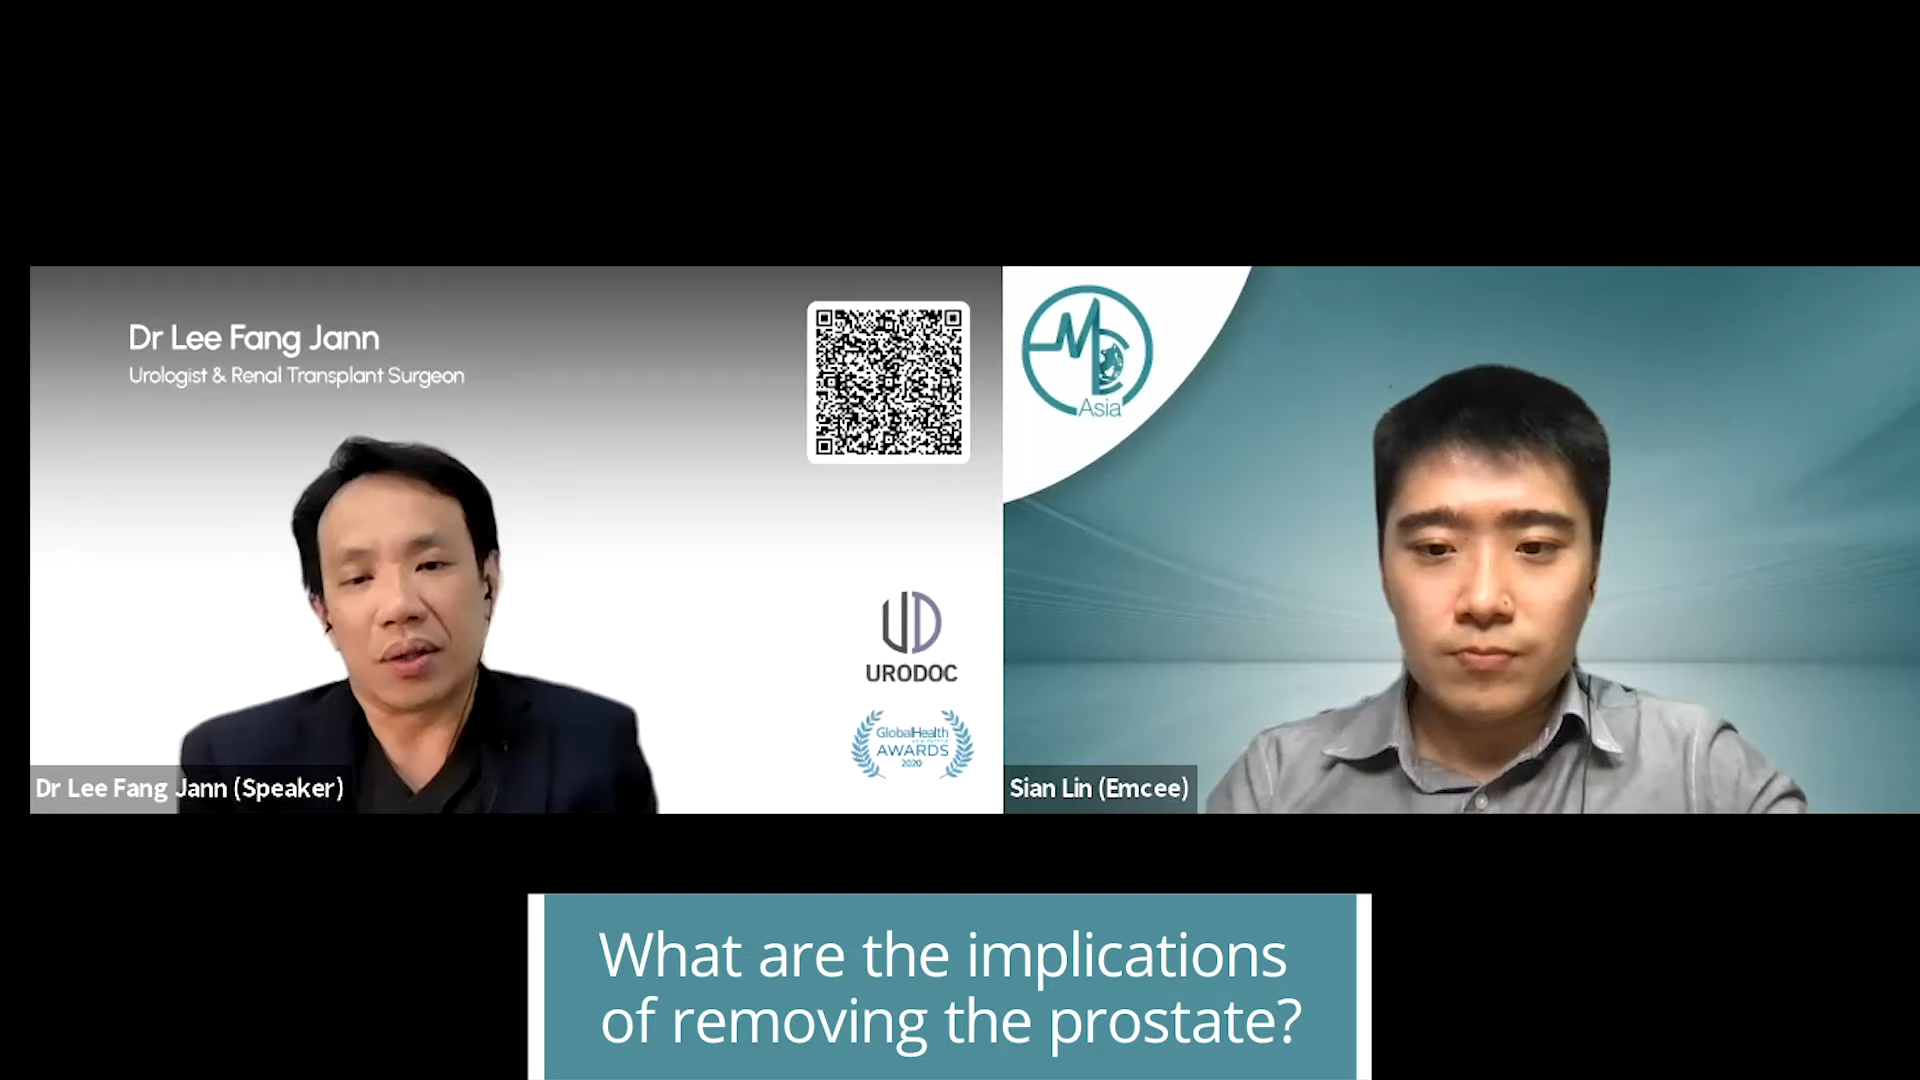 Dr Lee Fang Jann
Urologist & Renal Transplant Surgeon
UD
URODOC
GlobalHealth
AWARDS
2020
Dr Lee Fang Jann (Speaker)
MC
Asia
Sian Lin (Emcee)
What are the implications
of removing the prostate?